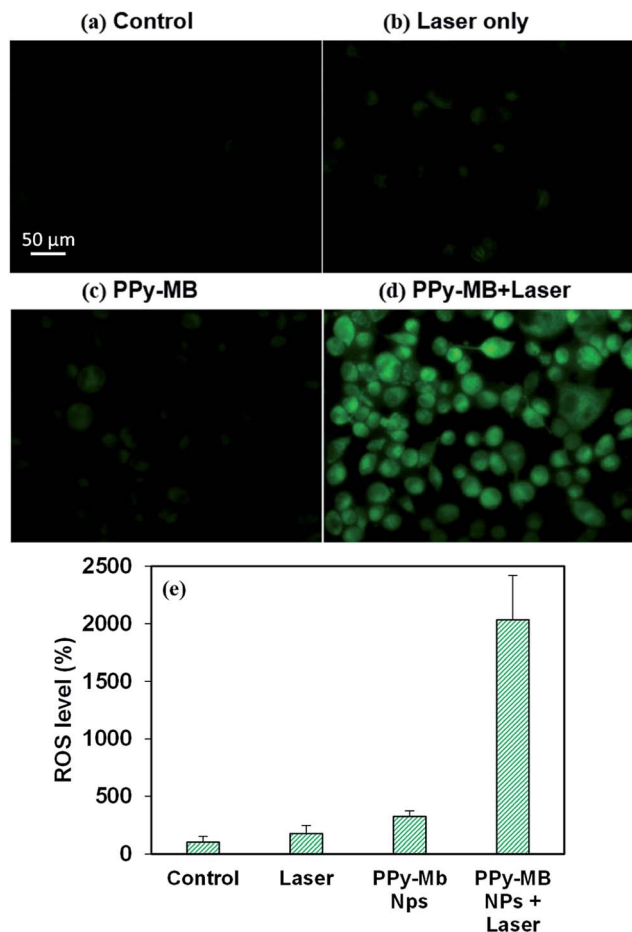 (a) Control
(b) Laser only
50 μm
(c) PPy-MB
(d) PPy-MB+Laser
(e)
ROS level (%)
2500
2000
1500
1000
500
0
Control
Laser
PPy-Mb
Nps
PPy-MB
NPs +
Laser